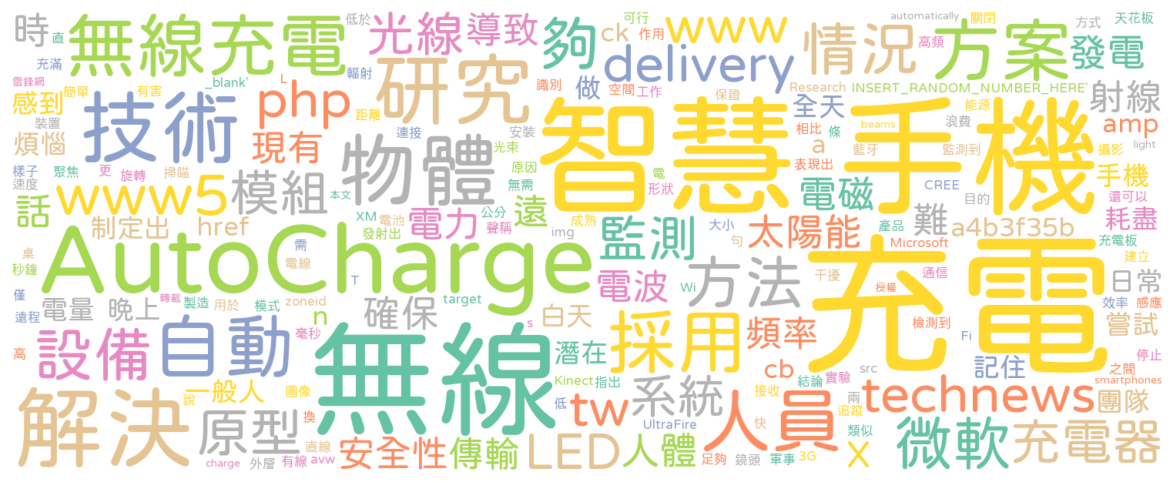 時 直 無線充電 光線 導致 夠 ck 可行 作用 低於 www automatically 關閉 方式 天花板
充滿 研究 輻射 delivery 情況 高頻 方案 發電
雷鋒網 L _blank' 識別 做 空間 工作 保證 Research INSERT_RANDOM_NUMBER_HERE'
感到 簡單 有害 技術 php 距離 智慧 手機 全天 能源 射線
煩惱 裝置 現有 物體 連接 安裝 光束 相比 條 a beams 藍牙 浪費 監測到 amp
樣子 聚焦 更 旋轉 掃瞄 原因 電 表現出 攝影 light
速度 www5 模組 本文 無需 形狀 電磁 CREE 目的 手機 還可以
話 制定出 href XM 電池 電力 公分 遠 成熟 監測 大小 太陽能 難 產品 a4b3f35b 耗盡
桌 AutoCharge 發射出 聲稱 img 句 Microsoft 充電板
秒鐘 需 電線 T 電波 Wi 方法 干擾 充電 通信 建立 日常
僅 電量 晚上 轉載 製造 用於 模式 zoneid 確保 target 白天 授權 效率 感應
遠程 n s 採用 頻率 檢測到 嘗試
高 設備 自動 毫秒 無線 潛在 Fi 停止
一般人 圖像 Kinect 指出 系統 cb 結論 實驗 src 記住 之間 smartphones
解決 說 原型 換 低 tw 接收 兩 technews 團隊
直線 UltraFire 人員 快 追蹤 類似
charge 外層 有線 avw 安全性 傳輸 LED 人體 足夠 鏡頭 軍事 3G X 微軟 充電器